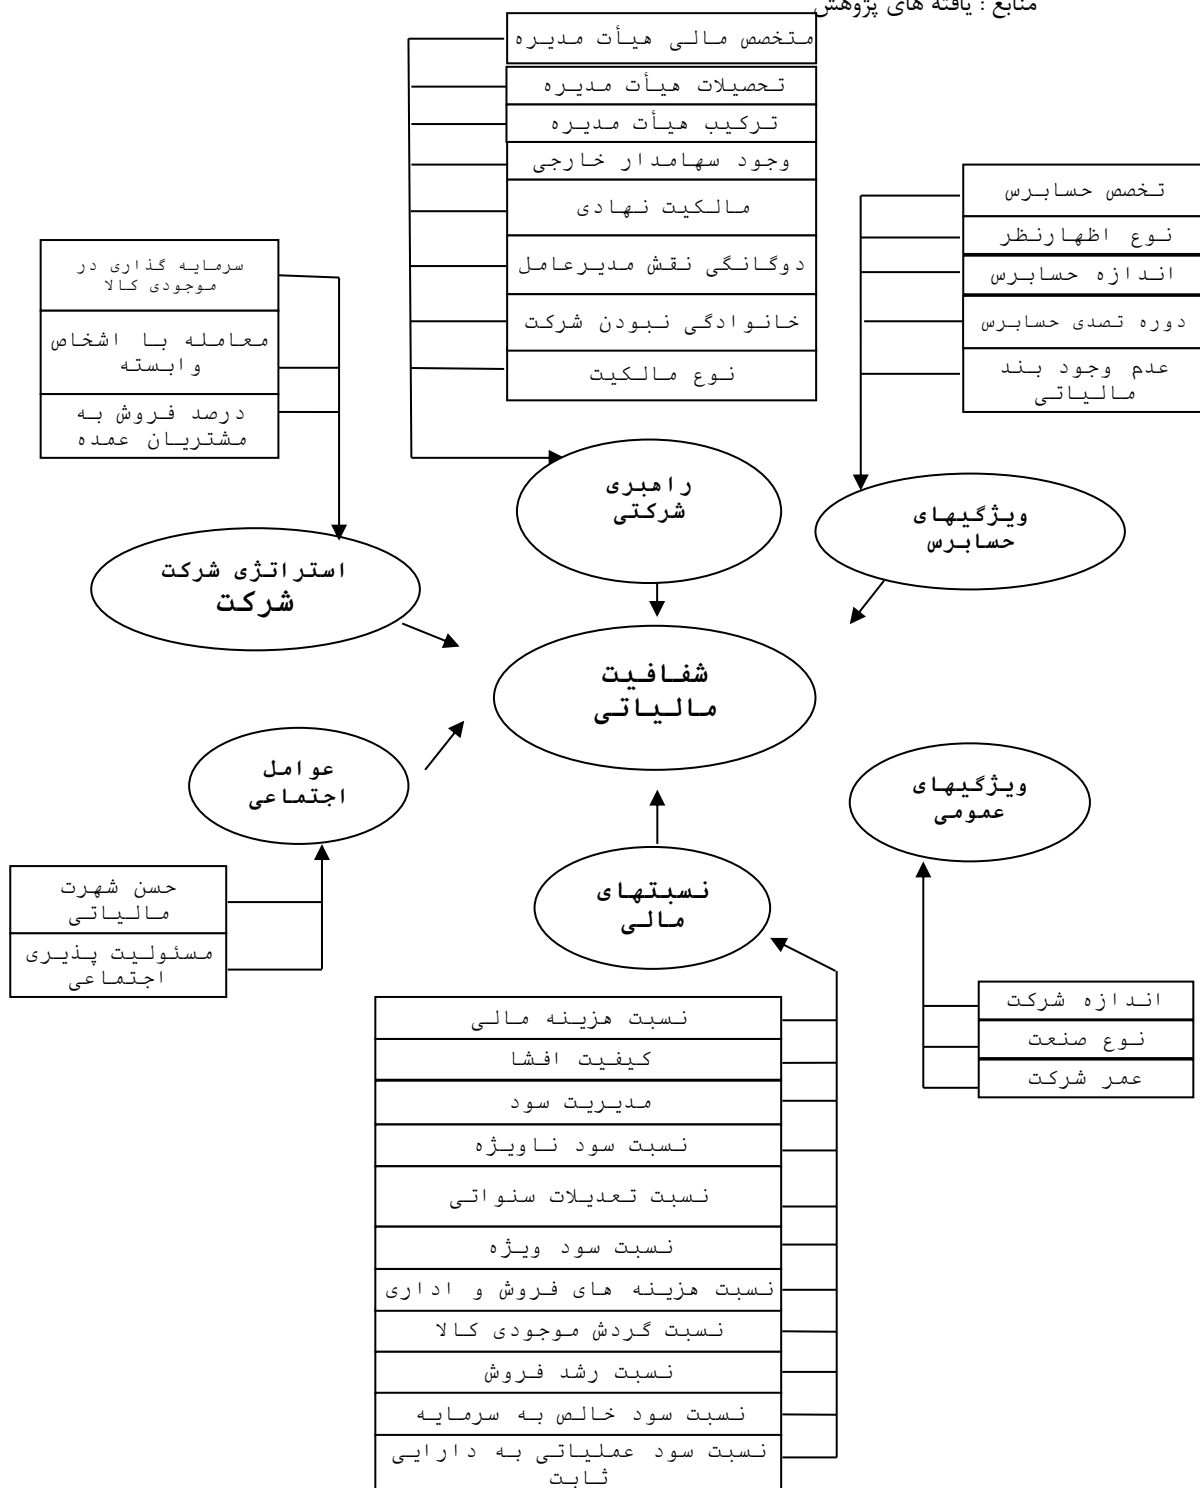 منابع : یافته های پژوهش
متخصص مالی هیأت مدیره
تحصیلات هیأت مدیره
ترکیب هیأت مدیره
وجود سهامدار خارجی
مالکیت نهادی
دوگانگی نقش مدیرعامل
خانوادگی نبودن شرکت
نوع مالکیت
تخصص حسابرس
نوع اظهارنظر
اندازه حسابرس
دوره تصدی حسابرس
عدم وجود بند
مالیاتی
سرمایه گذاری در
موجودی کالا
معامله با اشخاص
وابسته
درصد فروش به
مشتریان عمده
راهبری
شرکتی
ویژگیهای
حسابرس
استراتژی شرکت
شرکت
شفافیت
مالیاتی
عوامل
اجتماعی
ویژگیهای
عمومی
نسبتهای
مالی
حسن شهرت
مالیاتی
مسئولیت پذیری
اجتماعی
اندازه شرکت
نوع صنعت
عمر شرکت
نسبت هزینه مالی
کیفیت افشا
مدیریت سود
نسبت سود ناویژه
نسبت تعدیلات سنواتی
نسبت سود ویژه
نسبت هزینه های فروش و اداری
نسبت گردش موجودی کالا
نسبت رشد فروش
نسبت سود خالص به سرمایه
نسبت سود عملیاتی به دارایی
ثابت